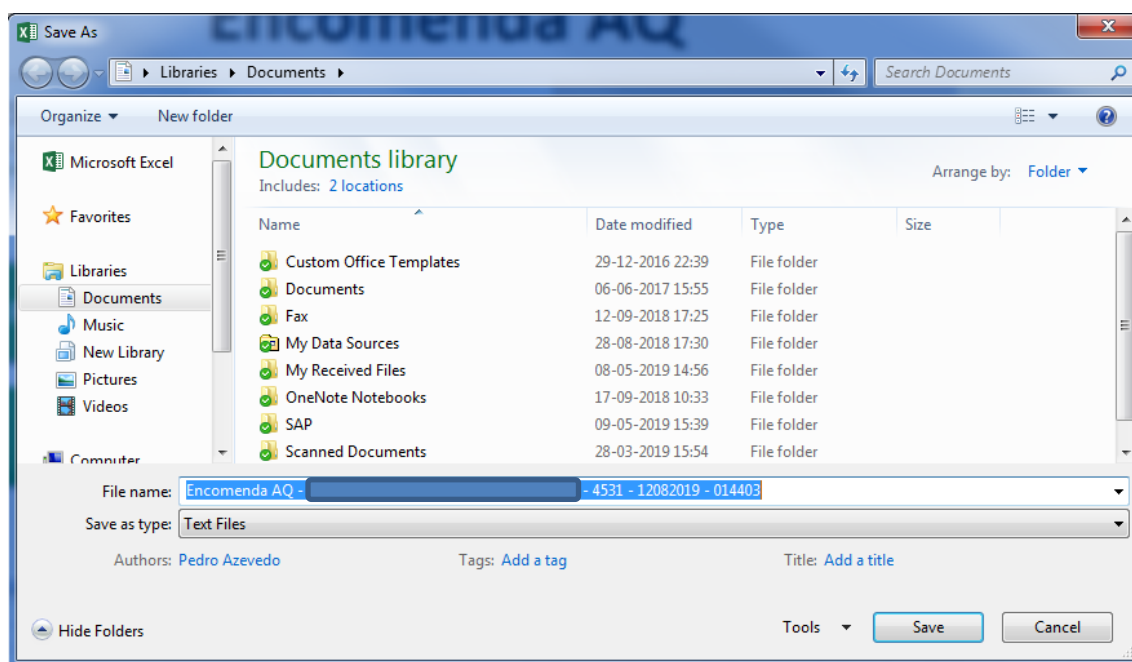 Save As
Encomenda AQ
Libraries Documents
Search Documents
Organize New folder
Microsoft Excel
Favorites
Libraries
Documents
Music
New Library
Pictures
Videos
Computer
Documents library
Includes: 2 locations
Arrange by: Folder
Name Date modified Type Size
Custom Office Templates 29-12-2016 22:39 File folder
Documents 06-06-2017 15:55 File folder
Fax 12-09-2018 17:25 File folder
My Data Sources 28-08-2018 17:30 File folder
My Received Files 08-05-2019 14:56 File folder
OneNote Notebooks 17-09-2018 10:33 File folder
SAP 09-05-2019 15:39 File folder
Scanned Documents 28-03-2019 15:54 File folder
File name: Encomenda AQ - - 4531 - 12082019 - 014403
Save as type: Text Files
Authors: Pedro Azevedo Tags: Add a tag Title: Add a title
Hide Folders Tools Save Cancel